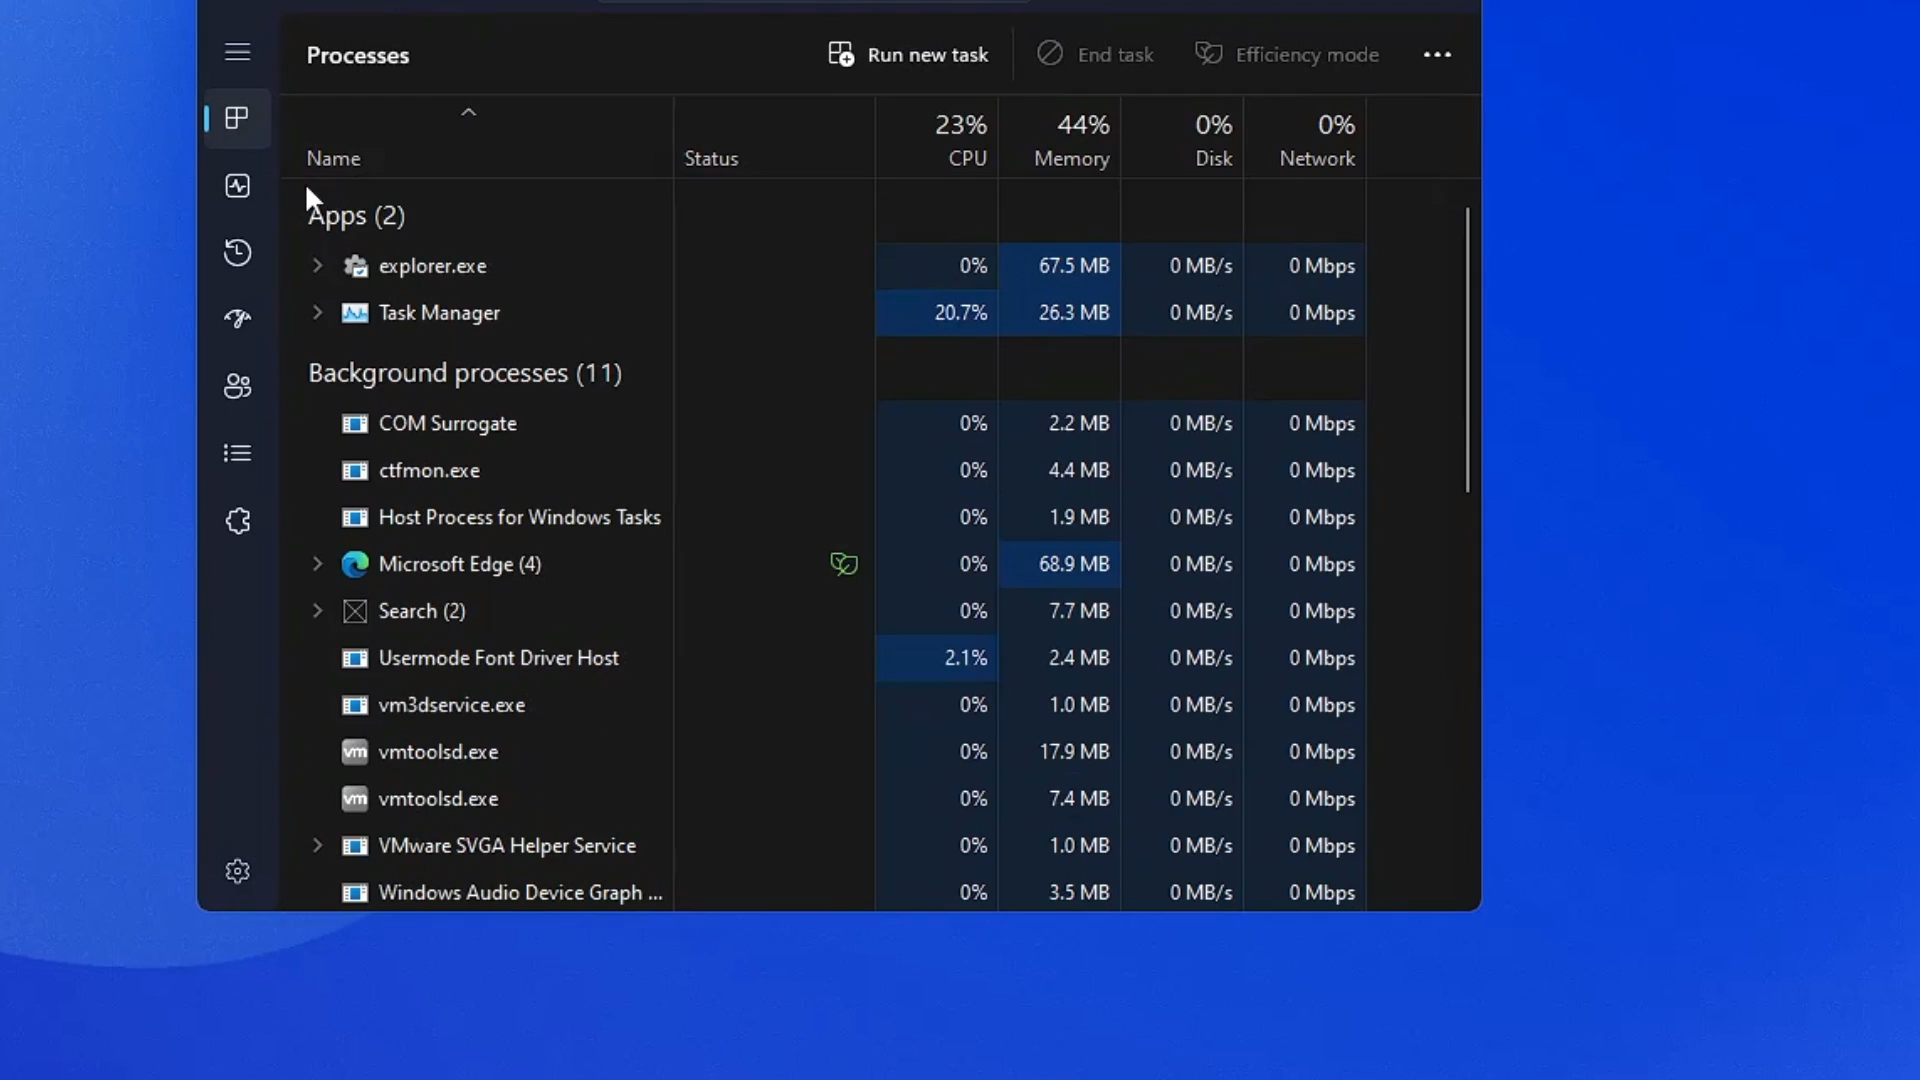 Processes
Run new task
End task
Efficiency mode
23% 44% 0% 0%
Name Status CPU Memory Disk Network
Apps (2)
explorer.exe 0% 67.5 MB 0 MB/s 0 Mbps
Task Manager 20.7% 26.3 MB 0 MB/s 0 Mbps
Background processes (11)
COM Surrogate 0% 2.2 MB 0 MB/s 0 Mbps
ctfmon.exe 0% 4.4 MB 0 MB/s 0 Mbps
Host Process for Windows Tasks 0% 1.9 MB 0 MB/s 0 Mbps
Microsoft Edge (4) 0% 68.9 MB 0 MB/s 0 Mbps
Search (2) 0% 7.7 MB 0 MB/s 0 Mbps
Usermode Font Driver Host 2.1% 2.4 MB 0 MB/s 0 Mbps
vm3dservice.exe 0% 1.0 MB 0 MB/s 0 Mbps
vm vmtoolsd.exe 0% 17.9 MB 0 MB/s 0 Mbps
vm vmtoolsd.exe 0% 7.4 MB 0 MB/s 0 Mbps
VMware SVGA Helper Service 0% 1.0 MB 0 MB/s 0 Mbps
Windows Audio Device Graph ... 0% 3.5 MB 0 MB/s 0 Mbps